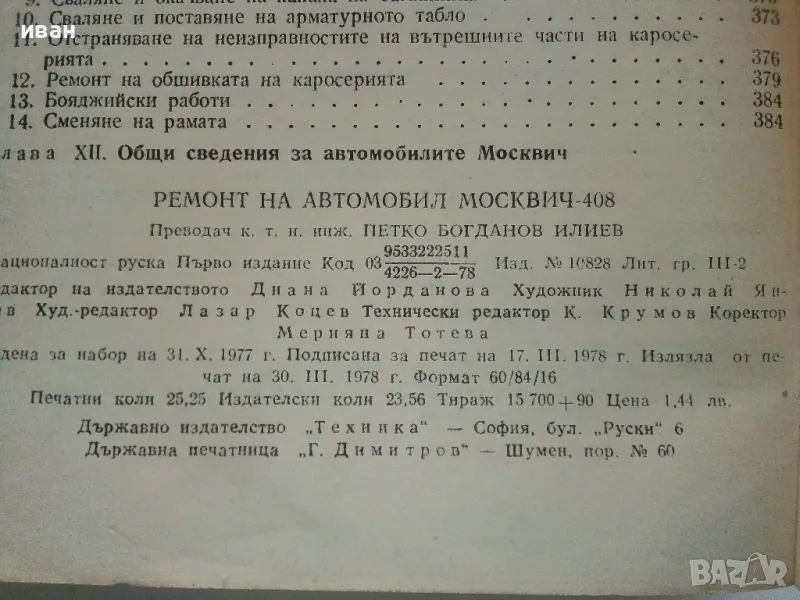 иван
10. Сваляне и поставяне на арматурното табло . . . . . . . . . 373
11. Отстраняване на неизправностите на вътрешните части на каросе-
рията . . . . . . . . . . . . . . . . . . . . . . . . . 376
12. Ремонт на обшивката на каросерията . . . . . . . . . . . 379
13. Бояджийски работи . . . . . . . . . . . . . . . . . . 384
14. Сменяне на рамата . . . . . . . . . . . . . . . . . . 384
лава XII. Общи сведения за автомобилите Москвич
РЕМОНТ НА АВТОМОБИЛ МОСКВИЧ-408
Преводач к. т. н. инж. ПЕТКО БОГДАНОВ ИЛИЕВ
ационалност руска Първо издание Код 03 9533222511/4226—2—78 Изд. № 10828 Лит. гр. III-2
дактор на издателството Диана Йорданова Художник Николай Ян-
в Худ.-редактор Лазар Коцев Технически редактор К. Крумов Коректор
Мерияна Тотева
дена за набор на 31. X. 1977 г. Подписана за печат на 17. III. 1978 г. Излязла от пе-
чат на 30. III. 1978 г. Формат 60/84/16
Печатни коли 25,25 Издателски коли 23,56 Тираж 15 700+90 Цена 1,44 лв.
Държавно издателство „Техника“ — София, бул. „Руски“ 6
Държавна печатница „Г. Димитров“ — Шумен, пор. № 60
BAZAR